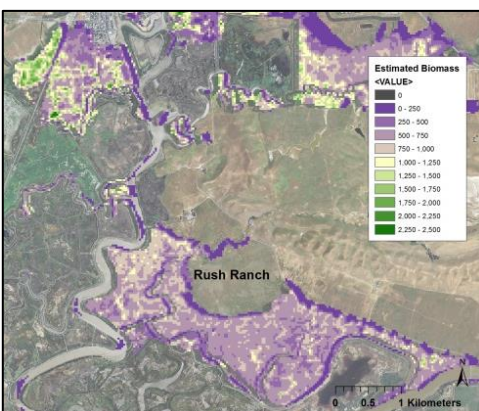 Estimated Biomass
<VALUE>
0
0 - 250
250 - 500
500 - 750
750 - 1,000
1,000 - 1,250
1,250 - 1,500
1,500 - 1,750
1,750 - 2,000
2,000 - 2,250
2,250 - 2,500
Rush Ranch
N
0 0.5 1 Kilometers